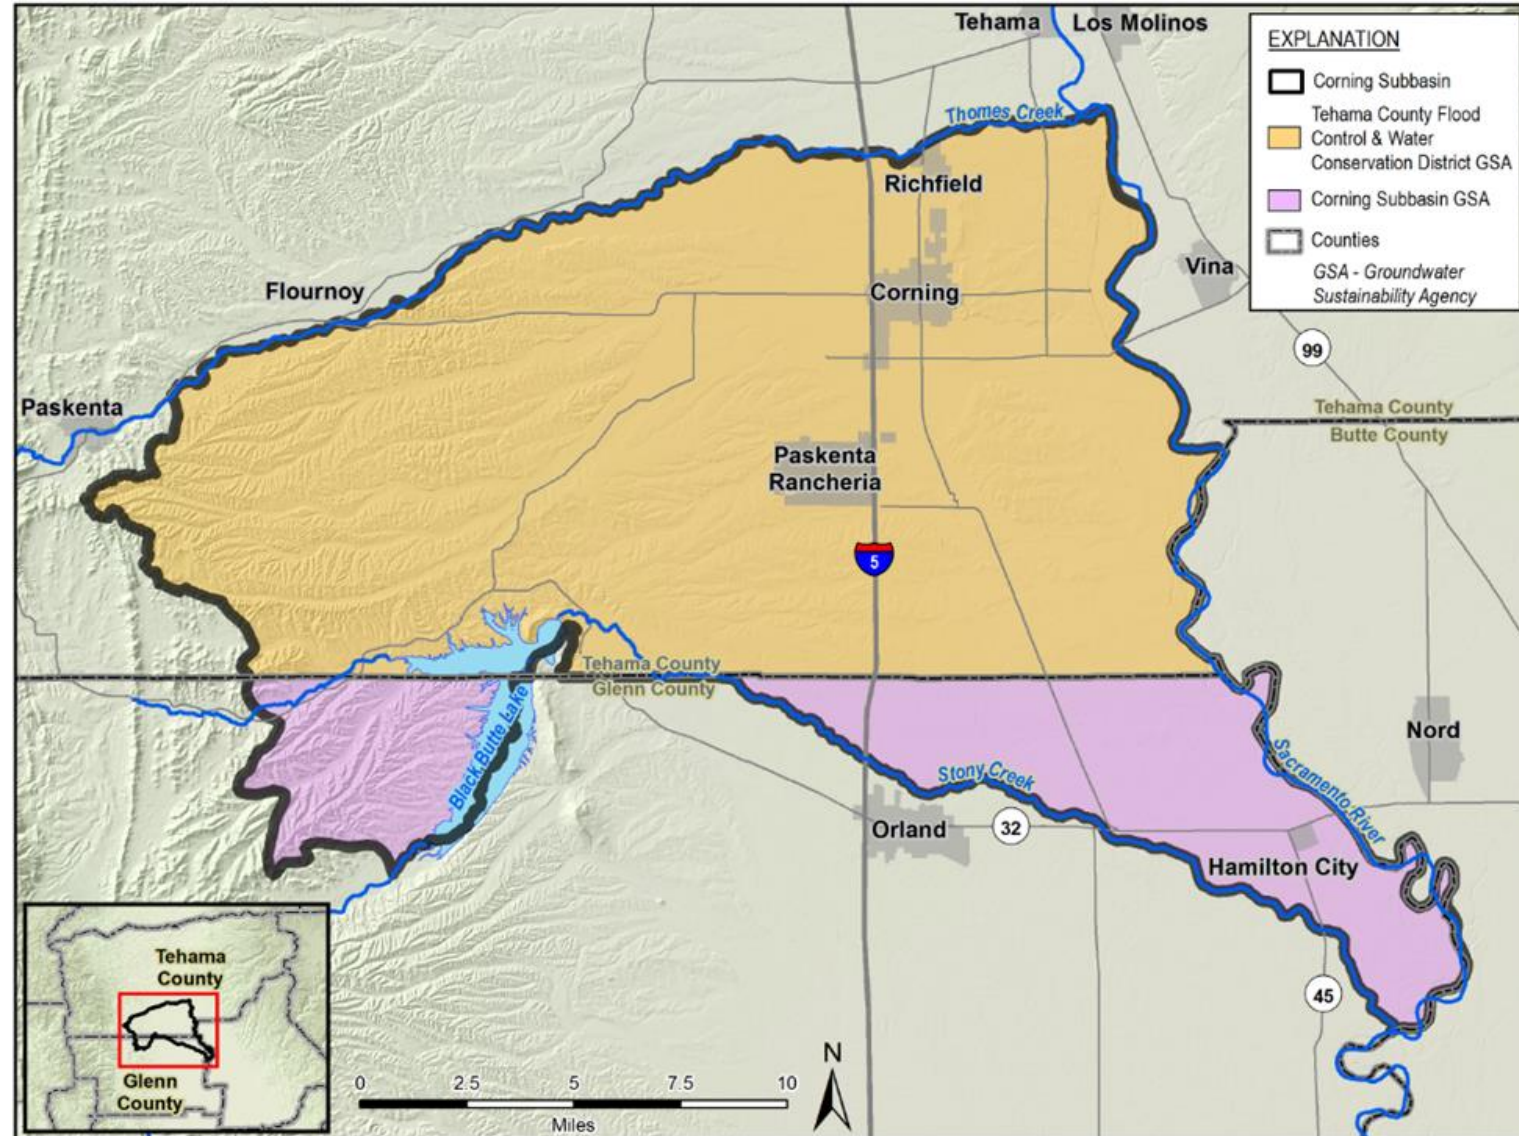 Tehama
Los Molinos
EXPLANATION
Corning Subbasin
Tehama County Flood
Control & Water
Conservation District GSA
Corning Subbasin GSA
Counties
GSA - Groundwater
Sustainability Agency
Thomes Creek
Richfield
Vina
Flournoy
Corning
99
Paskenta
Tehama County
Butte County
Paskenta
Rancheria
5
Tehama County
Glenn County
Black Butte Lake
Nord
Sacramento River
Stony Creek
Orland
32
Hamilton City
45
Tehama
County
Glenn
County
0 2.5 5 7.5 10
Miles
N